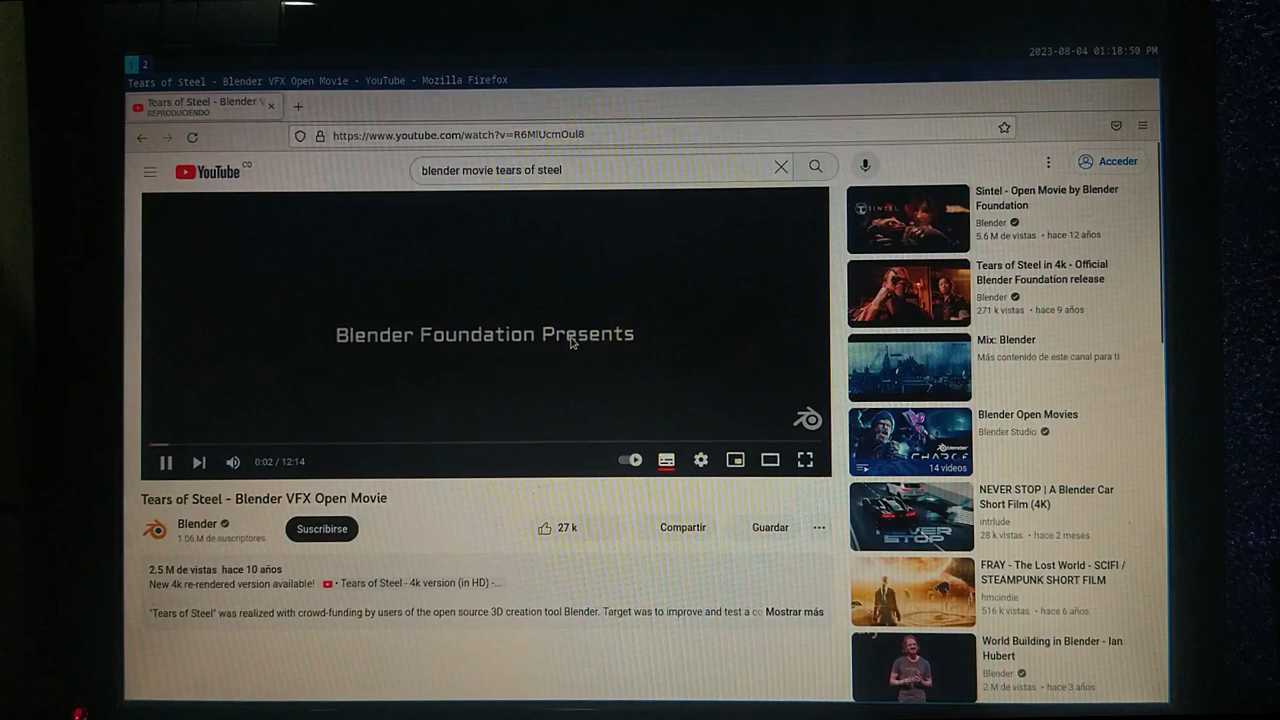 2023-08-04 01:18:50 PM
1 2
Tears of Steel - Blender VFX Open Movie - YouTube - Mozilla Firefox
Tears of Steel - Blender V
REPRODUCIENDO
https://www.youtube.com/watch?v=R6MlUcmOul8
YouTube CO
blender movie tears of steel
Acceder
Blender Foundation Presents
0:02 / 12:14
Tears of Steel - Blender VFX Open Movie
Blender
1.06 M de suscriptores
Suscribirse
27 k
Compartir
Guardar
2.5 M de vistas hace 10 años
New 4k re-rendered version available! • Tears of Steel - 4k version (in HD) -...
"Tears of Steel" was realized with crowd-funding by users of the open source 3D creation tool Blender. Target was to improve and test a co Mostrar más
SINTEL
Sintel - Open Movie by Blender
Foundation
Blender
5.6 M de vistas • hace 12 años
Tears of Steel in 4k - Official
Blender Foundation release
Blender
271 k vistas • hace 9 años
Mix: Blender
Más contenido de este canal para ti
CHARGE
14 videos
Blender Open Movies
Blender Studio
NEVER STOP
NEVER STOP | A Blender Car
Short Film (4K)
intrlude
28 k vistas • hace 2 meses
FRAY - The Lost World - SCIFI /
STEAMPUNK SHORT FILM
hmcindie
516 k vistas • hace 6 años
World Building in Blender - Ian
Hubert
Blender
2 M de vistas • hace 3 años